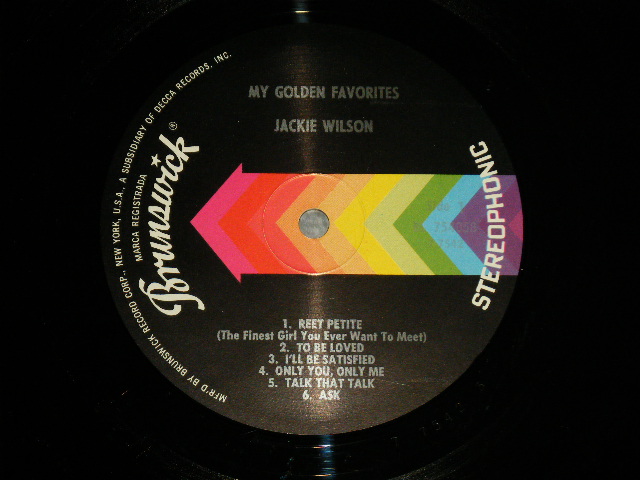 MY GOLDEN FAVORITES
JACKIE WILSON
Brunswick®
MARCA REGISTRADA
MFR'D BY BRUNSWICK RECORD CORP., NEW YORK, U.S.A., A SUBSIDIARY OF DECCA RECORDS, INC.
STEREOPHONIC
1. REET PETITE
(The Finest Girl You Ever Want To Meet)
2. TO BE LOVED
3. I'LL BE SATISFIED
4. ONLY YOU, ONLY ME
5. TALK THAT TALK
6. ASK